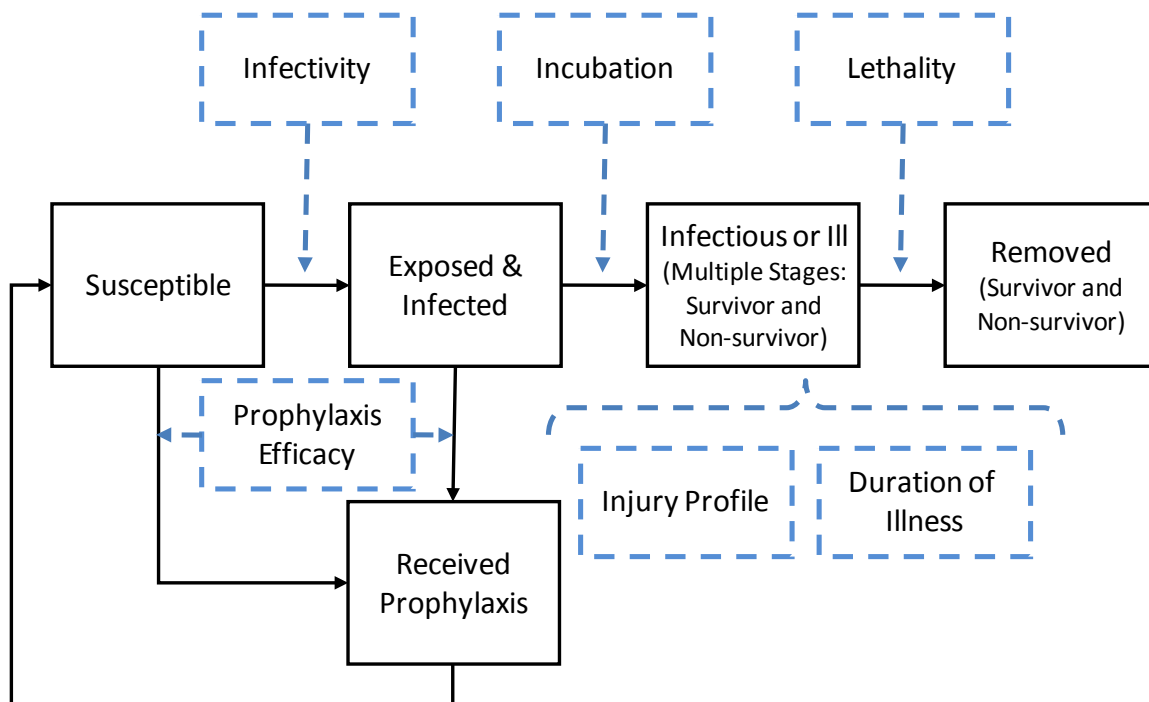 Infectivity
Incubation
Lethality
Susceptible
Exposed &
Infected
Infectious or Ill
(Multiple Stages:
Survivor and
Non-survivor)
Removed
(Survivor and
Non-survivor)
Prophylaxis
Efficacy
Injury Profile
Duration of
Illness
Received
Prophylaxis